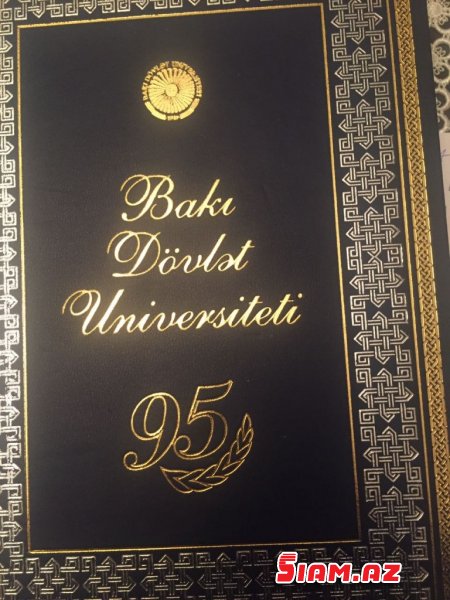 Bakı
Dövlət
Universiteti
95
SIAM.AZ